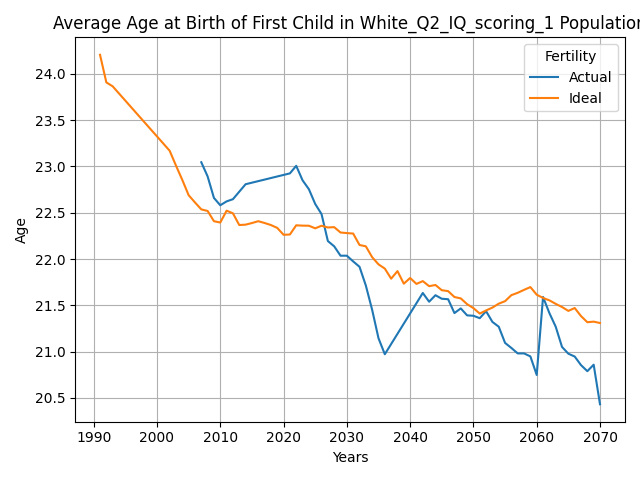 Average Age at Birth of First Child in White_Q2_IQ_scoring_1 Population
Fertility
Actual
Ideal
24.0
23.5
23.0
22.5
22.0
21.5
21.0
20.5
Age
1990 2000 2010 2020 2030 2040 2050 2060 2070
Years